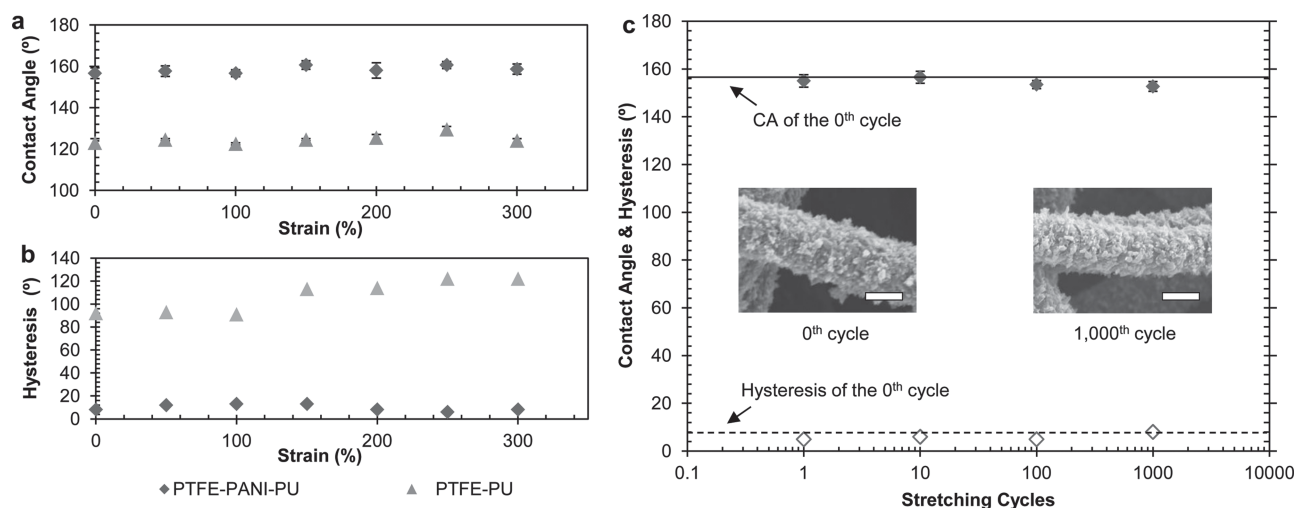 a
Contact Angle (º)
180
160
140
120
100
0
100
200
300
Strain (%)
b
Hysteresis (º)
140
120
100
80
60
40
20
0
0
100
200
300
Strain (%)
PTFE-PANI-PU
PTFE-PU
c
Contact Angle & Hysteresis (º)
180
160
140
120
100
80
60
40
20
0
CA of the 0th cycle
0th cycle
1,000th cycle
Hysteresis of the 0th cycle
0.1
1
10
100
1000
10000
Stretching Cycles